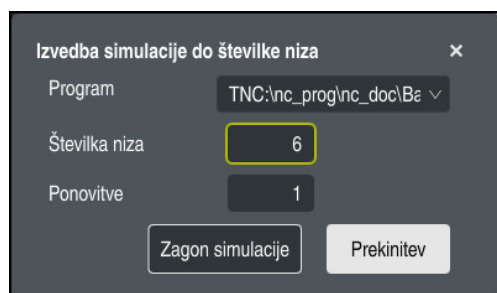 Izvedba simulacije do številke niza ×
Program TNC:\nc_prog\nc_doc\Ba
Številka niza 6
Ponovitve 1
Zagon simulacije Prekinitev